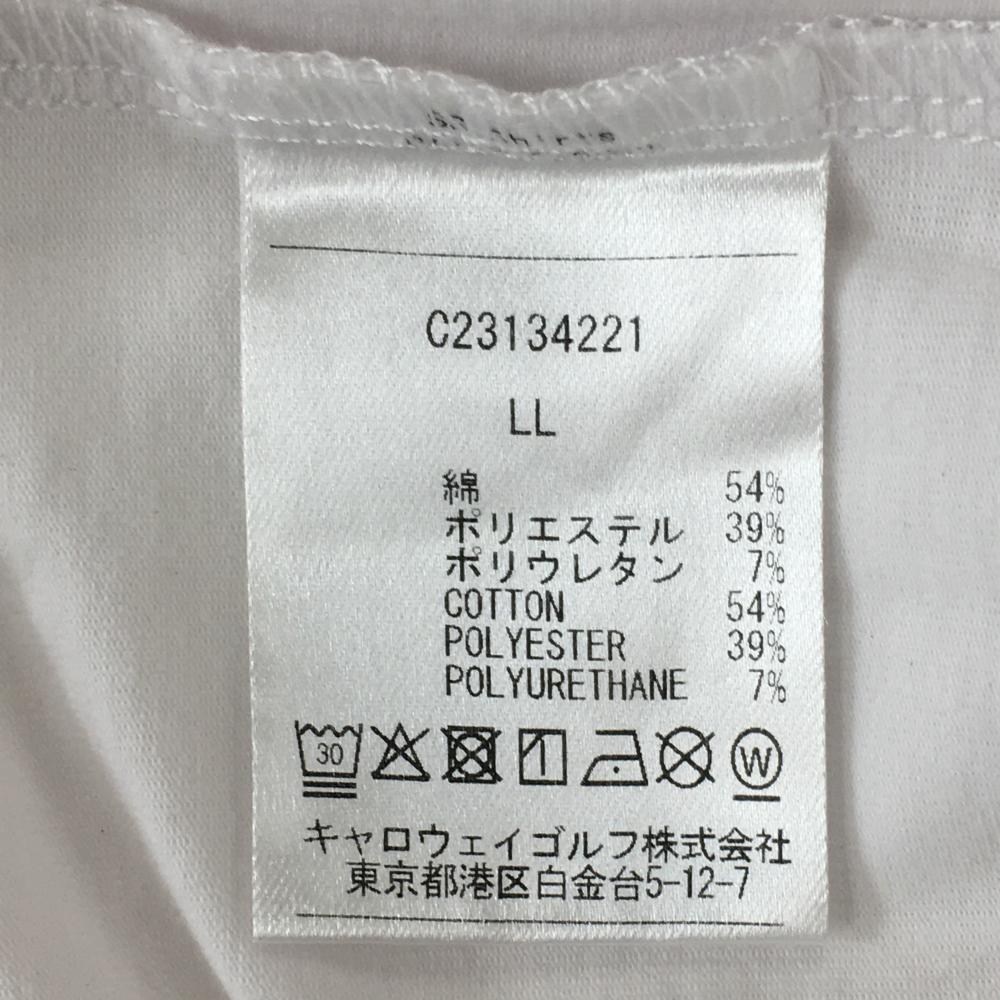 C23134221
LL
綿 54%
ポリエステル 39%
ポリウレタン 7%
COTTON 54%
POLYESTER 39%
POLYURETHANE 7%
30
W
キャロウェイゴルフ株式会社
東京都港区白金台5-12-7